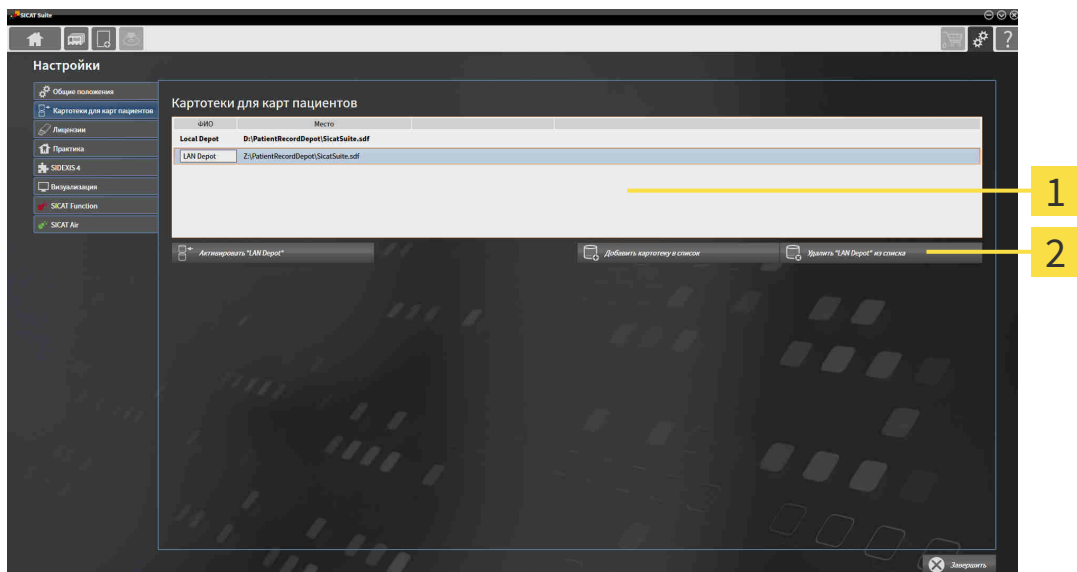 SICAT Suite
?
Настройки
Общие положения
Картотеки для карт пациентов
Лицензии
Практика
SIDEXIS 4
Визуализация
SICAT Function
SICAT Air
Картотеки для карт пациентов
ФИО Место
Local Depot D:\PatientRecordDepot\SicatSuite.sdf
LAN Depot Z:\PatientRecordDepot\SicatSuite.sdf
1
Активировать "LAN Depot" Добавить картотеку в список Удалить "LAN Depot" из списка
2
Завершить